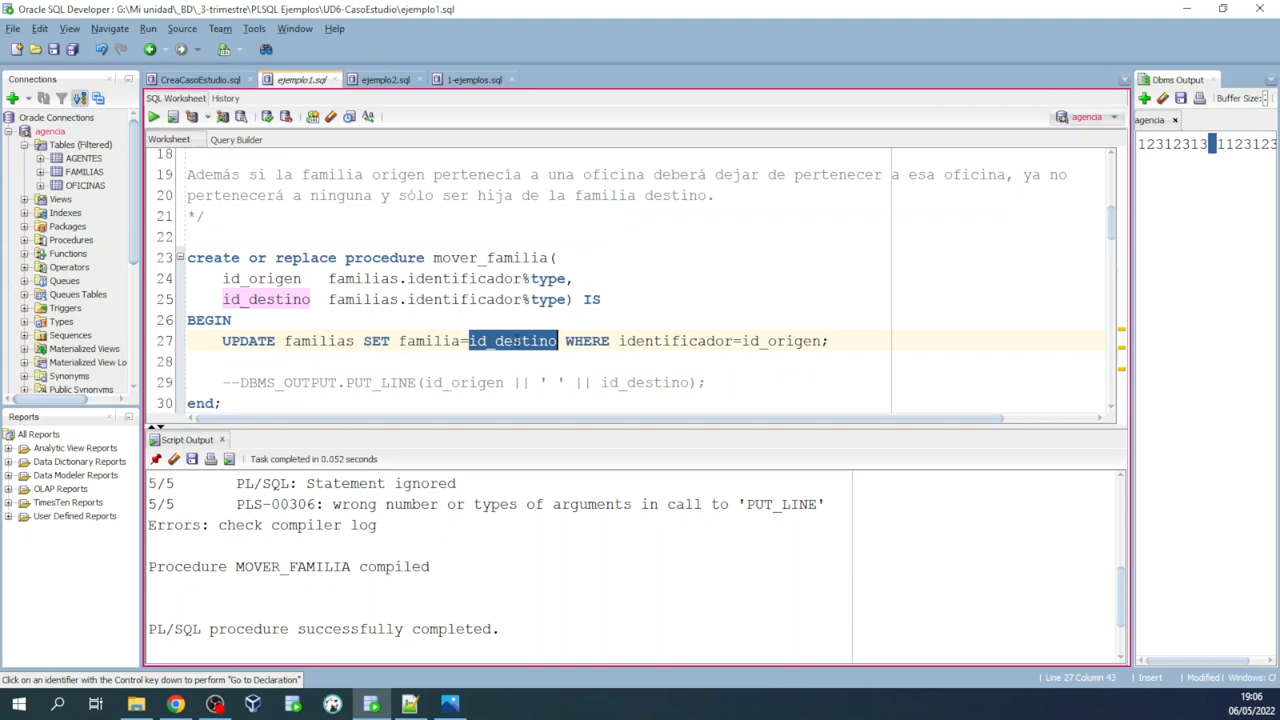 Oracle SQL Developer : G:\Mi unidad\_BD\_3-trimestre\PLSQL Ejemplos\UD6-CasoEstudio\ejemplo1.sql
File Edit View Navigate Run Source Team Tools Window Help
Connections
Oracle Connections
agencia
Tables (Filtered)
AGENTES
FAMILIAS
OFICINAS
Views
Indexes
Packages
Procedures
Functions
Operators
Queues
Queues Tables
Triggers
Types
Sequences
Materialized Views
Materialized View Lo
Synonyms
Public Synonyms
Reports
All Reports
Analytic View Reports
Data Dictionary Reports
Data Modeler Reports
OLAP Reports
TimesTen Reports
User Defined Reports
CreaCasoEstudio.sql ejemplo1.sql ejemplo2.sql 1-ejemplos.sql
SQL Worksheet History
agencia
Worksheet Query Builder
18
19 Además si la familia origen pertenecía a una oficina deberá dejar de pertenecer a esa oficina, ya no
20 pertenecerá a ninguna y sólo ser hija de la familia destino.
21 */
22
23 create or replace procedure mover_familia(
24 id_origen familias.identificador%type,
25 id_destino familias.identificador%type) IS
26 BEGIN
27 UPDATE familias SET familia=id_destino WHERE identificador=id_origen;
28
29 --DBMS_OUTPUT.PUT_LINE(id_origen || ' ' || id_destino);
30 end;
Script Output
Task completed in 0.052 seconds
5/5 PL/SQL: Statement ignored
5/5 PLS-00306: wrong number or types of arguments in call to 'PUT_LINE'
Errors: check compiler log
Procedure MOVER_FAMILIA compiled
PL/SQL procedure successfully completed.
Dbms Output
Buffer Size:
agencia
12312313 1123123
Click on an identifier with the Control key down to perform "Go to Declaration"
Line 27 Column 43 Insert Modified Windows: CF
19:06
06/05/2022